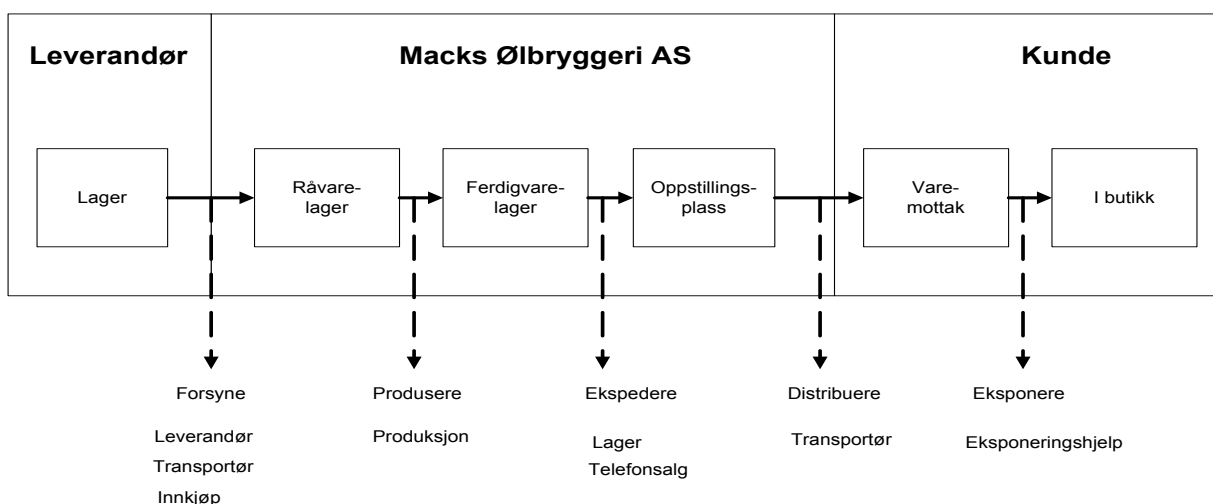 Leverandør
Macks Ølbryggeri AS
Kunde
Lager
Råvare-
lager
Ferdigvare-
lager
Oppstillings-
plass
Vare-
mottak
I butikk
Forsyne
Leverandør
Transportør
Innkjøp
Produsere
Produksjon
Ekspedere
Lager
Telefonsalg
Distribuere
Transportør
Eksponere
Eksponeringshjelp